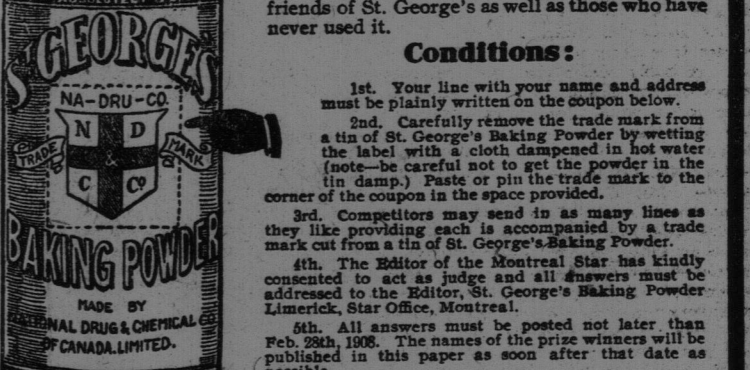 St GEORGE'S
NA-DRU-CO.
N D
TRADE & MARK
C Co
BAKING POWDER
MADE BY
NATIONAL DRUG & CHEMICAL CO
OF CANADA. LIMITED.
friends of St. George's as well as those who have
never used it.
Conditions:
1st. Your line with your name and address
must be plainly written on the coupon below.
2nd. Carefully remove the trade mark from
a tin of St. George's Baking Powder by wetting
the label with a cloth dampened in hot water
(note—be careful not to get the powder in the
tin damp.) Paste or pin the trade mark to the
corner of the coupon in the space provided.
3rd. Competitors may send in as many lines as
they like providing each is accompanied by a trade
mark cut from a tin of St. George's Baking Powder.
4th. The Editor of the Montreal Star has kindly
consented to act as judge and all answers must be
addressed to the Editor, St. George's Baking Powder
Limerick, Star Office, Montreal.
5th. All answers must be posted not later than
Feb. 28th, 1908. The names of the prize winners will be
published in this paper as soon after that date as